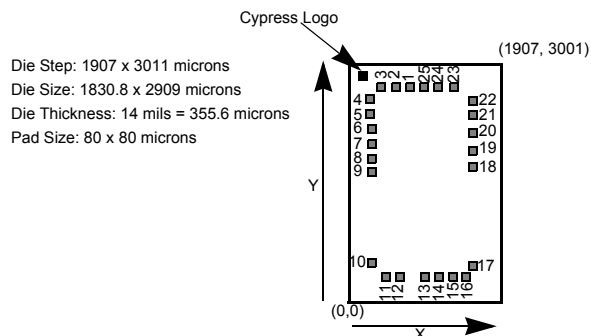 Cypress Logo
(1907, 3001)
Die Step: 1907 x 3011 microns
Die Size: 1830.8 x 2909 microns
Die Thickness: 14 mils = 355.6 microns
Pad Size: 80 x 80 microns
3 2 1 25 24 23
4 22
5 21
6 20
7 19
8 18
9
Y
10 17
11 12 13 14 15 16
(0,0)
X